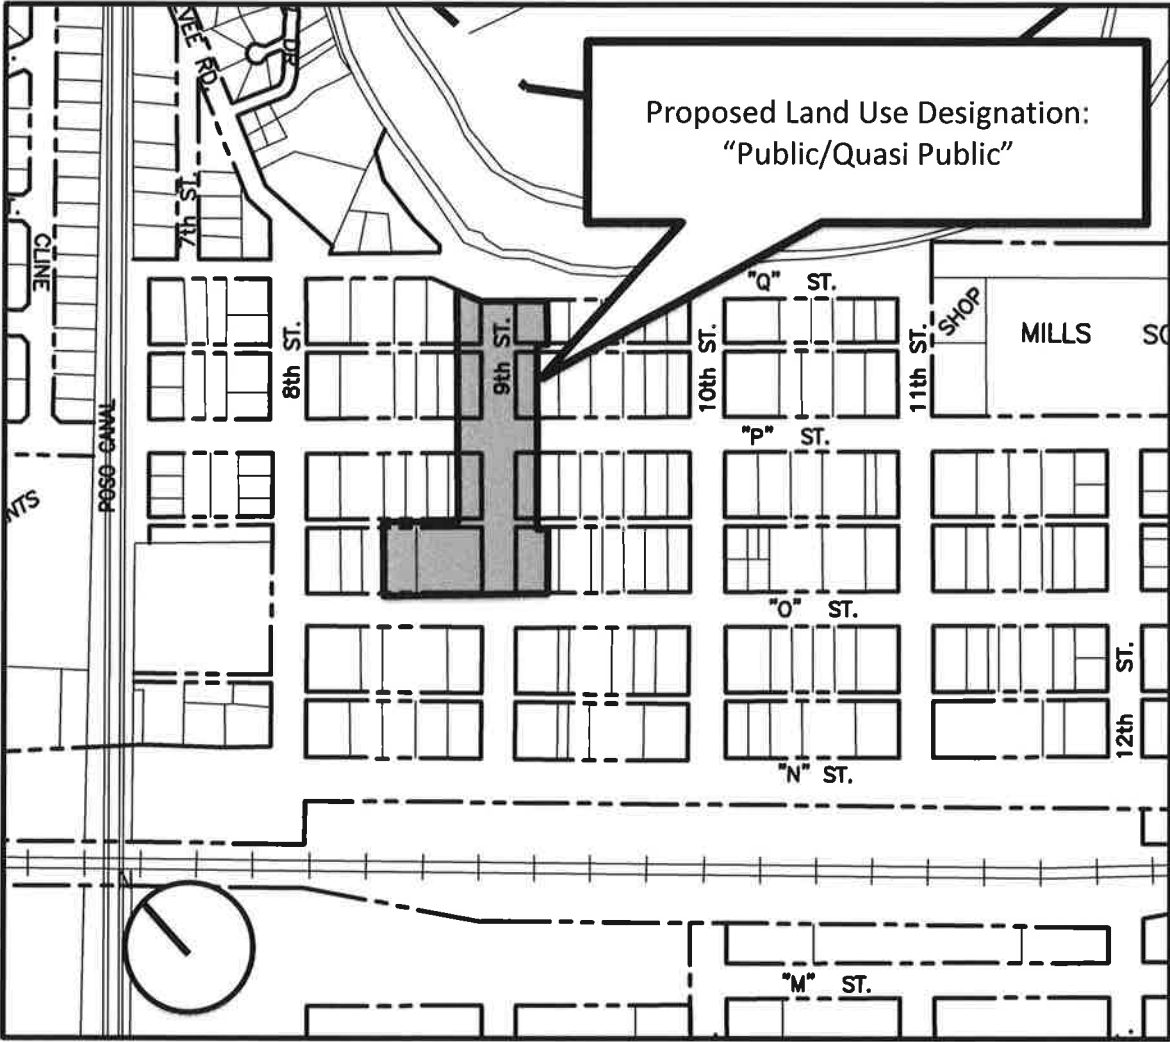 Proposed Land Use Designation:
“Public/Quasi Public”
RD.
DR
7th ST.
CLINE
POSO CANAL
8th ST.
9th ST.
10th ST.
11th ST.
12th ST.
"Q" ST.
SHOP
MILLS
"P" ST.
"O" ST.
"N" ST.
"M" ST.